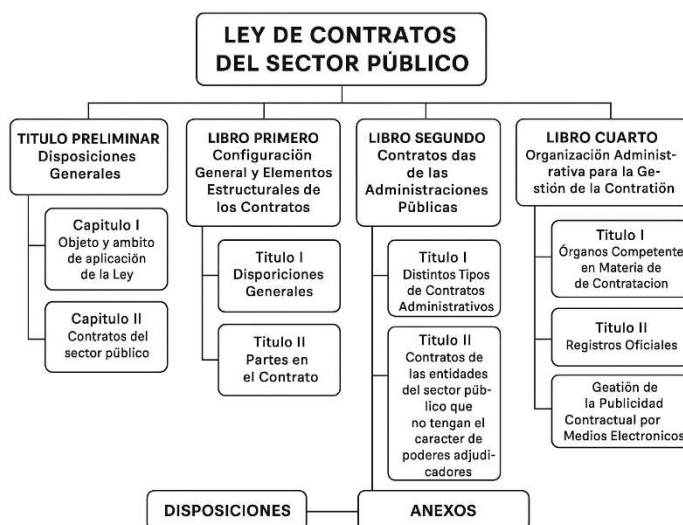 LEY DE CONTRATOS
DEL SECTOR PÚBLICO
TITULO PRELIMINAR
Disposiciones
Generales
Capitulo I
Objeto y ambito
de aplicación
de la Ley
Capitulo II
Contratos del
sector público
LIBRO PRIMERO
Configuración
General y Elementos
Estructurales de
los Contratos
Titulo I
Disporiciones
Generales
Titulo II
Partes en
el Contrato
LIBRO SEGUNDO
Contratos das
de las
Administraciones
Públicas
Titulo I
Distintos Tipos
de Contratos
Administrativos
Titulo II
Contratos de
las entidades
del sector púb-
lico que
no tengan el
caracter de
poderes adjudi-
cadores
LIBRO CUARTO
Organización Administ-
rativa para la Ge-
stión de la Contratiön
Titulo I
Órganos Competente
en Materia de
de Contratacion
Titulo II
Registros Oficiales
Geatión de
la Publicidad
Contractual por
Medios Electronicos
DISPOSICIONES
ANEXOS